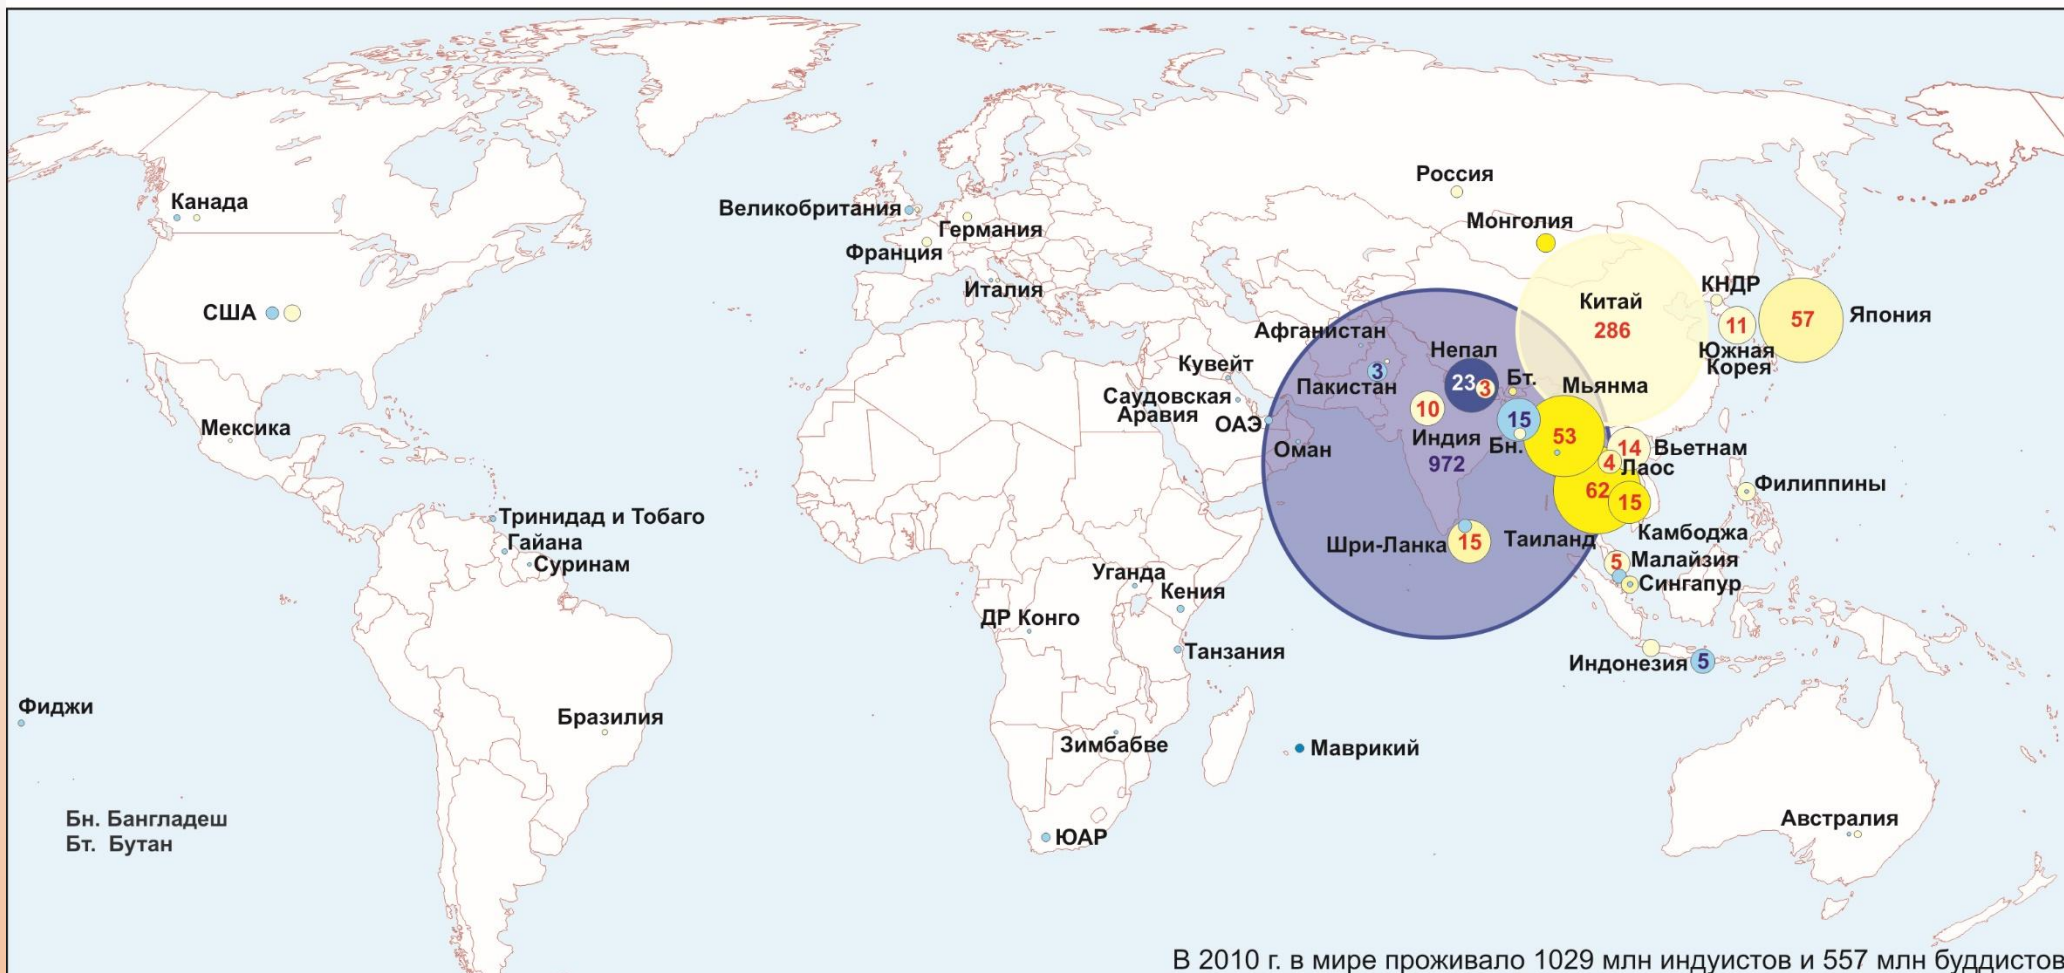 Канада
США
Мексика
Тринидад и Тобаго
Гайана
Суринам
Бразилия
Фиджи
Бн. Бангладеш
Бт. Бутан
Великобритания
Германия
Франция
Италия
Россия
Монголия
Китай
286
КНДР
11
Южная
Корея
57
Япония
Афганистан
Кувейт
Пакистан
3
Саудовская
Аравия
ОАЭ
Оман
Непал
23
3
Бт.
Мьянма
10
Индия
972
15
Бн.
53
14
Вьетнам
4
Лаос
62
15
Филиппины
Камбоджа
Таиланд
Шри-Ланка
15
5
Малайзия
Сингапур
Индонезия
5
Уганда
Кения
ДР Конго
Танзания
Зимбабве
Маврикий
ЮАР
Австралия
В 2010 г. в мире проживало 1029 млн индуистов и 557 млн буддистов